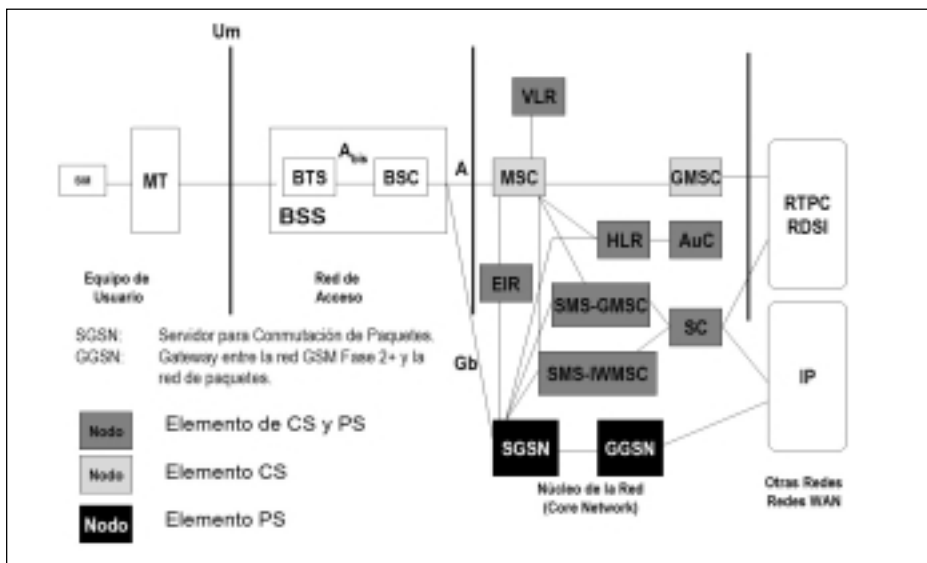 Um
VLR
A
MSC
GMSC
SM
MT
BTS
Abis
BSC
BSS
RTPC
RDSI
HLR
AuC
EIR
Equipo de
Usuario
Red de
Acceso
SMS-GMSC
SC
SGSN: Servidor para Conmutación de Paquetes.
GGSN: Gateway entre la red GSM Fase 2+ y la
red de paquetes.
Gb
SMS-IWMSC
IP
Nodo Elemento de CS y PS
SGSN
GGSN
Nodo Elemento CS
Núcleo de la Red
(Core Network)
Otras Redes
Redes WAN
Nodo Elemento PS